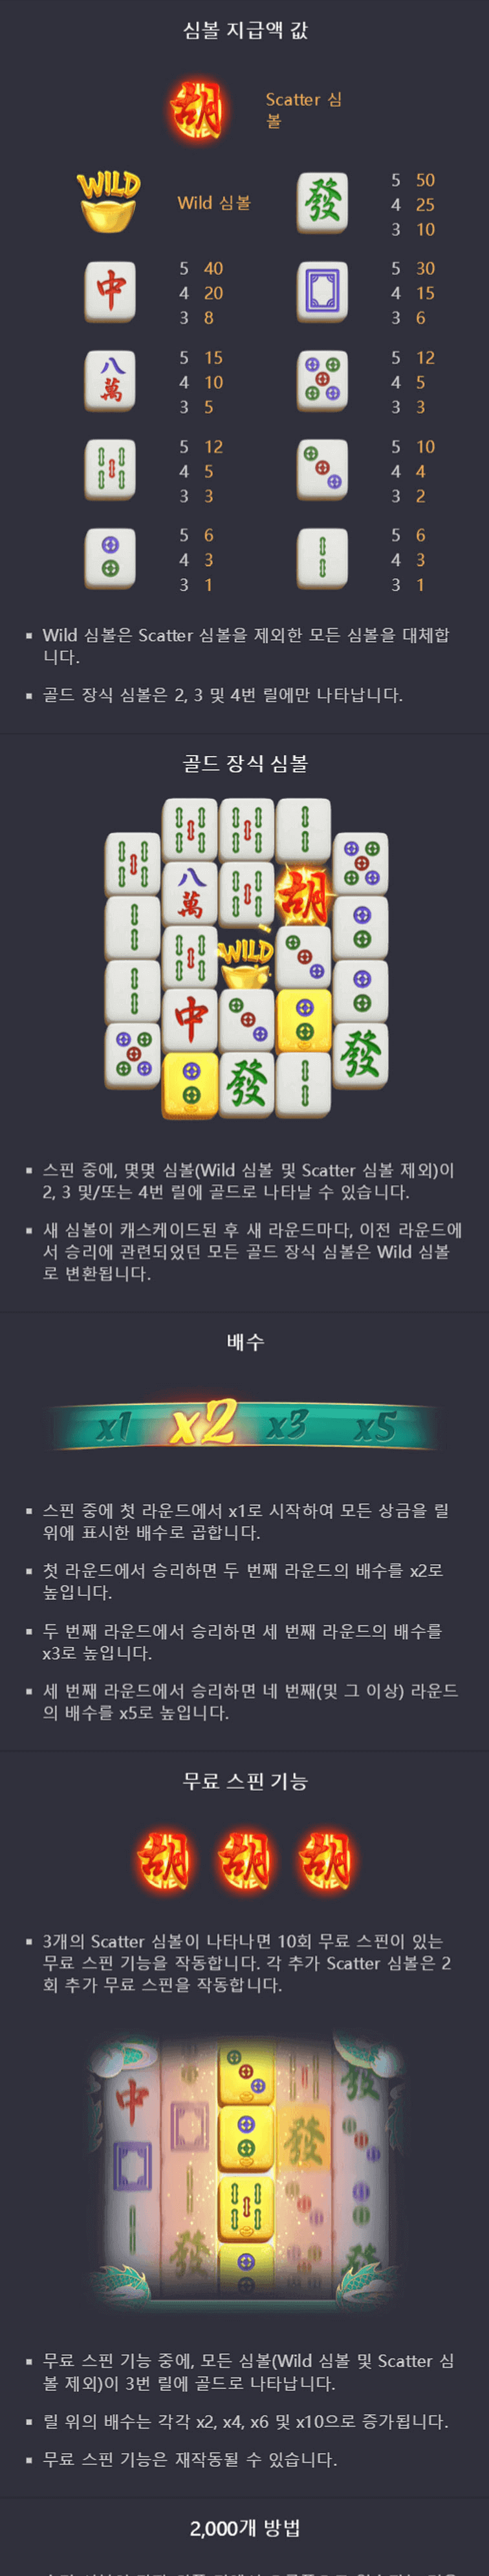 심볼 지급액 값
胡
Scatter 심
볼
WILD
Wild 심볼
發
5 50
4 25
3 10
中
5 40
4 20
3 8
5 30
4 15
3 6
八
萬
5 15
4 10
3 5
5 12
4 5
3 3
5 12
4 5
3 3
5 10
4 4
3 2
5 6
4 3
3 1
5 6
4 3
3 1
▪ Wild 심볼은 Scatter 심볼을 제외한 모든 심볼을 대체합
니다.
▪ 골드 장식 심볼은 2, 3 및 4번 릴에만 나타납니다.
골드 장식 심볼
八
萬
胡
WILD
中
發
發
▪ 스핀 중에, 몇몇 심볼(Wild 심볼 및 Scatter 심볼 제외)이
2, 3 및/또는 4번 릴에 골드로 나타날 수 있습니다.
▪ 새 심볼이 캐스케이드된 후 새 라운드마다, 이전 라운드에
서 승리에 관련되었던 모든 골드 장식 심볼은 Wild 심볼
로 변환됩니다.
배수
x1 x2 x3 x5
▪ 스핀 중에 첫 라운드에서 x1로 시작하여 모든 상금을 릴
위에 표시한 배수로 곱합니다.
▪ 첫 라운드에서 승리하면 두 번째 라운드의 배수를 x2로
높입니다.
▪ 두 번째 라운드에서 승리하면 세 번째 라운드의 배수를
x3로 높입니다.
▪ 세 번째 라운드에서 승리하면 네 번째(및 그 이상) 라운드
의 배수를 x5로 높입니다.
무료 스핀 기능
胡 胡 胡
▪ 3개의 Scatter 심볼이 나타나면 10회 무료 스핀이 있는
무료 스핀 기능을 작동합니다. 각 추가 Scatter 심볼은 2
회 추가 무료 스핀을 작동합니다.
發
中
發
發
發
▪ 무료 스핀 기능 중에, 모든 심볼(Wild 심볼 및 Scatter 심
볼 제외)이 3번 릴에 골드로 나타납니다.
▪ 릴 위의 배수는 각각 x2, x4, x6 및 x10으로 증가됩니다.
▪ 무료 스핀 기능은 재작동될 수 있습니다.
2,000개 방법